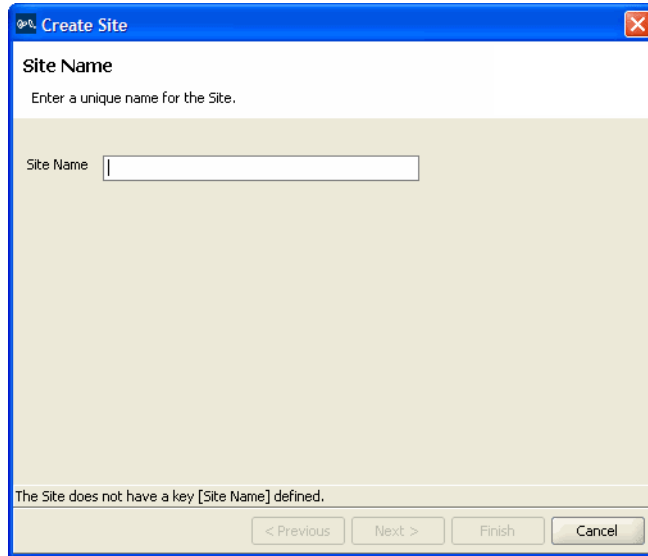 Create Site
Site Name
Enter a unique name for the Site.
Site Name
The Site does not have a key [Site Name] defined.
< Previous Next > Finish Cancel